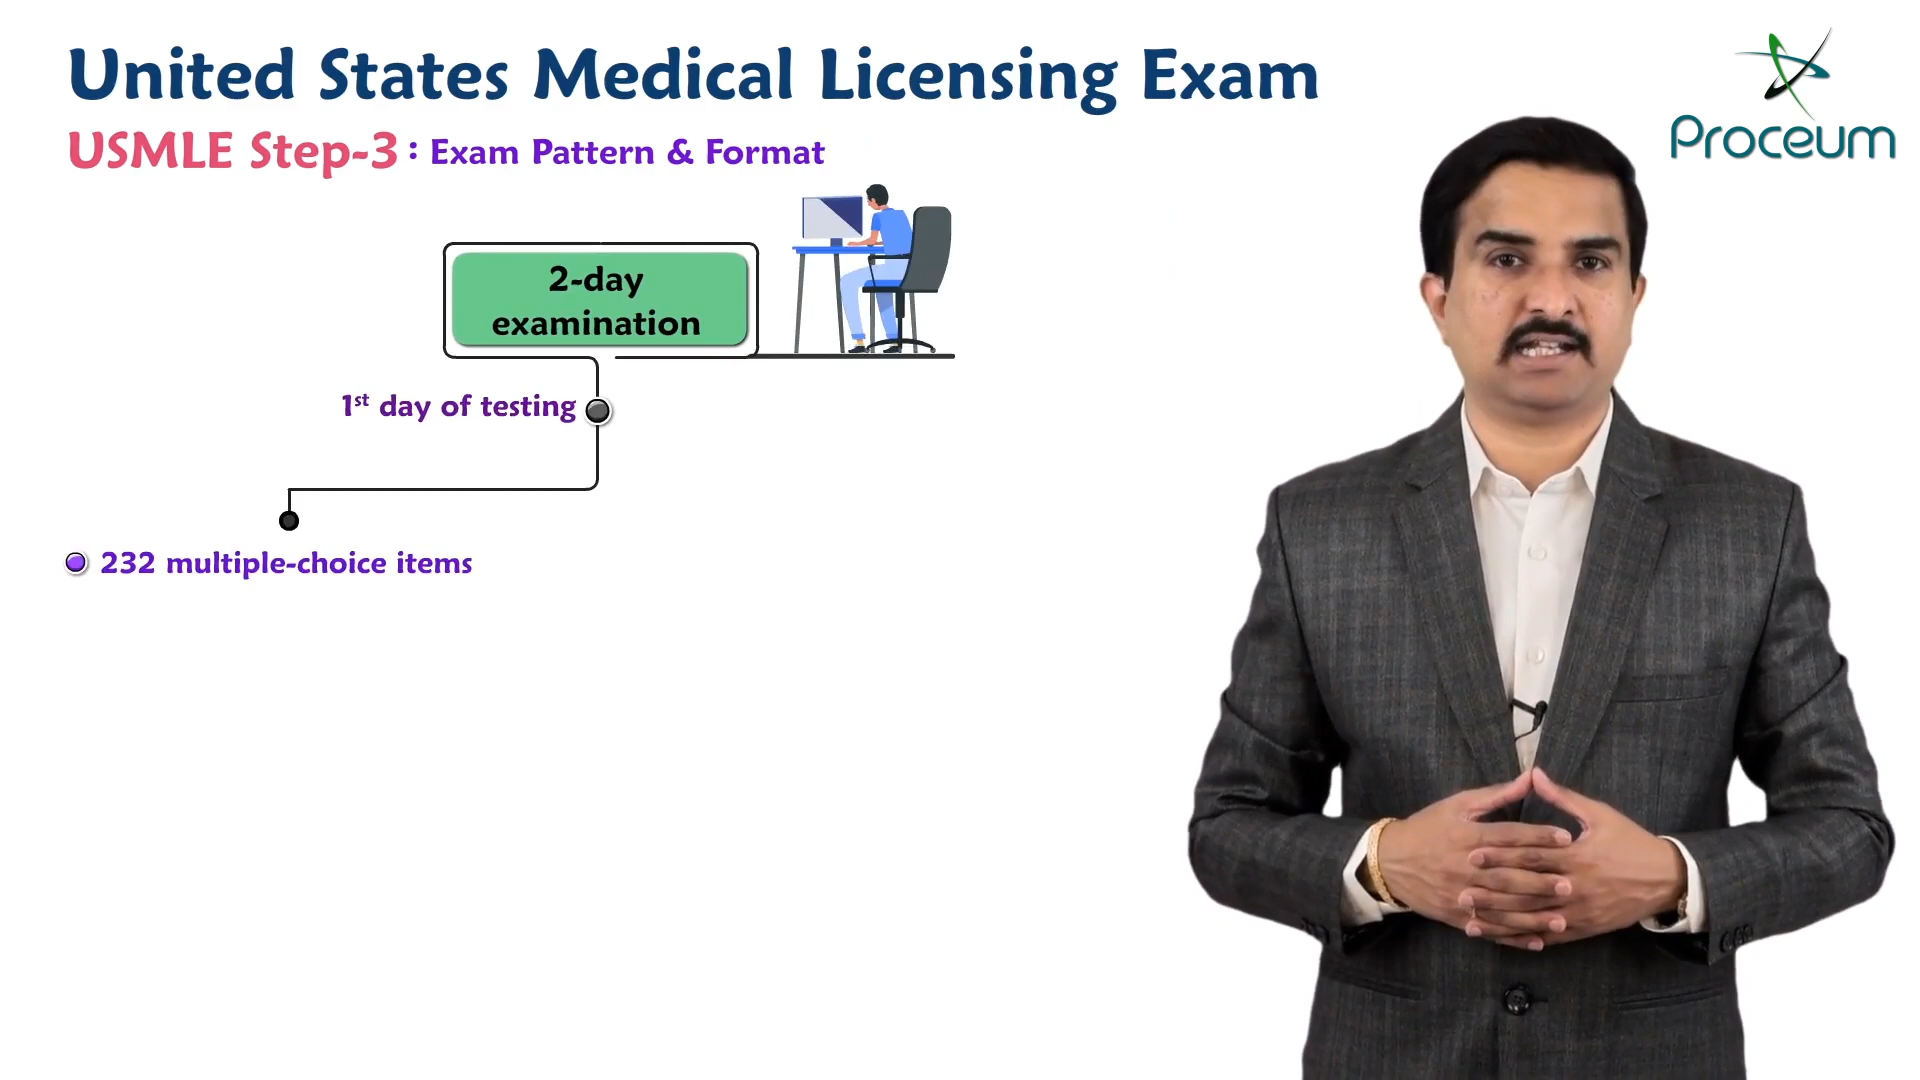 United States Medical Licensing Exam
USMLE Step-3 : Exam Pattern & Format
Proceum
2-day
examination
1st day of testing
232 multiple-choice items